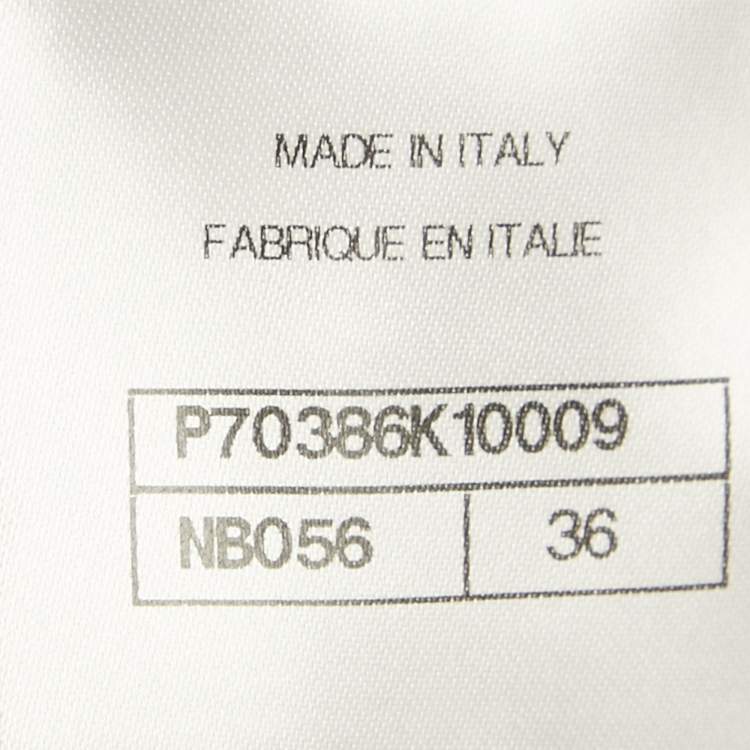 MADE IN ITALY
FABRIQUE EN ITALIE
P70386K10009
NB056 36